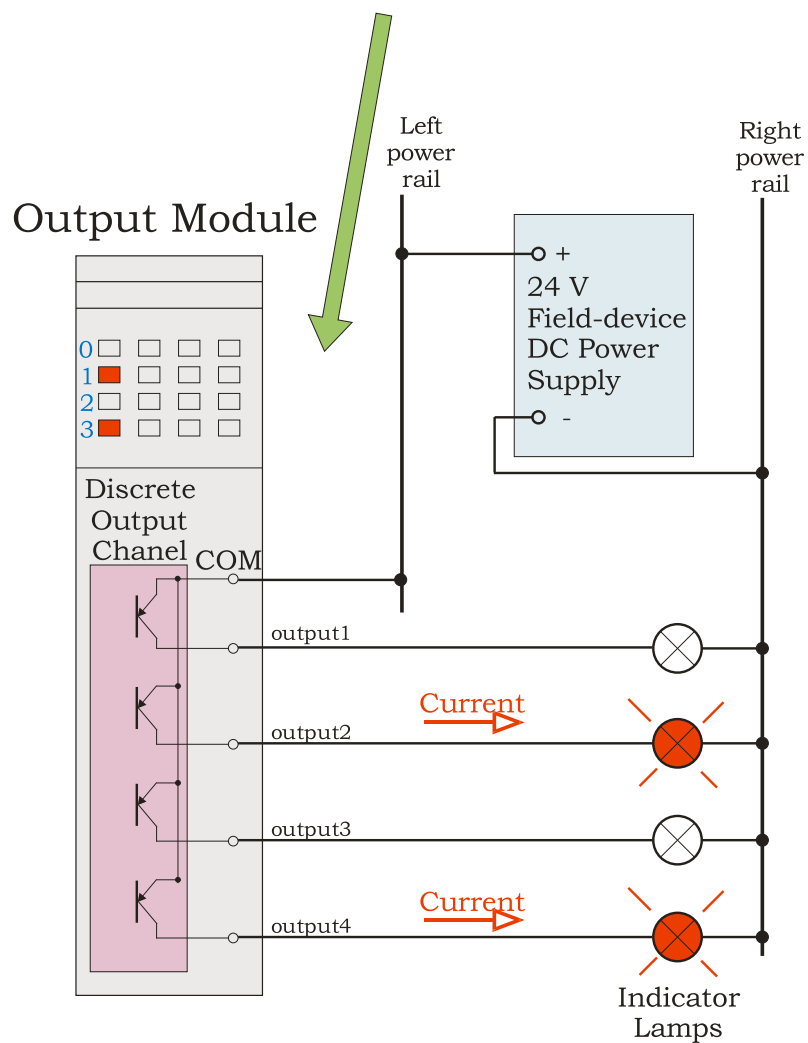 Left
power
rail
Right
power
rail
Output Module
+
24 V
Field-device
DC Power
Supply
-
0
1
2
3
Discrete
Output
Chanel
COM
output1
Current
output2
output3
Current
output4
Indicator
Lamps